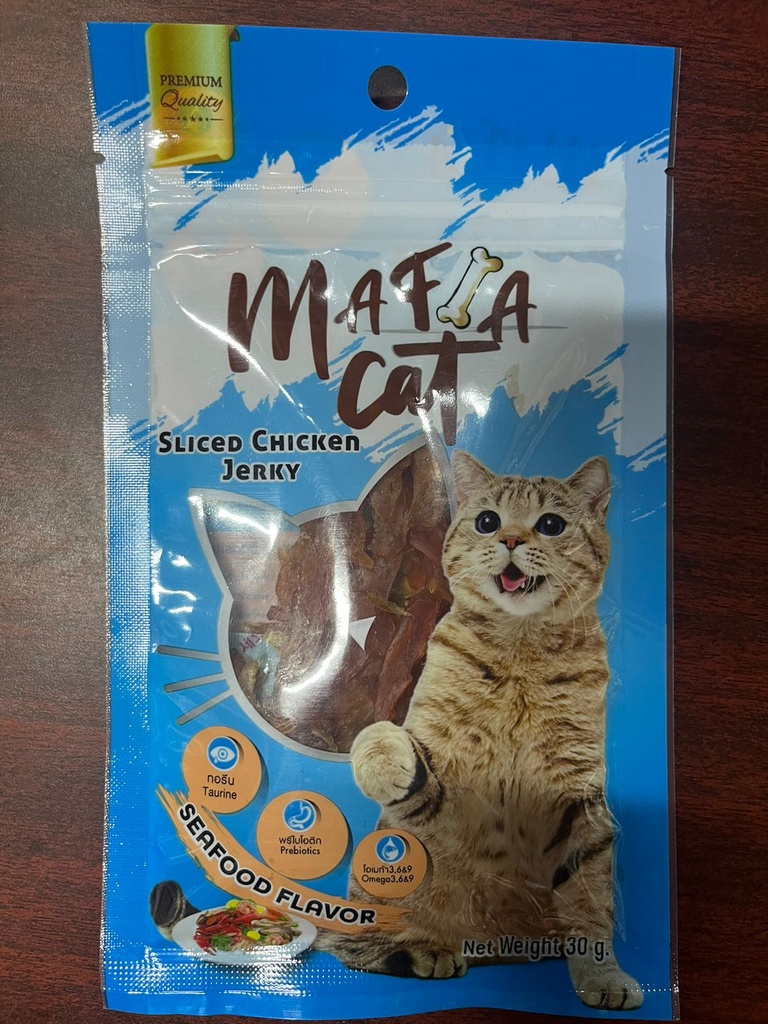 PREMIUM
Quality
MAFIA
cat
SLICED CHICKEN
JERKY
ทอรีน
Taurine
พรีไบโอติก
Prebiotics
โอเมก้า3,6&9
Omega3,6&9
SEAFOOD FLAVOR
Net Weight 30 g.